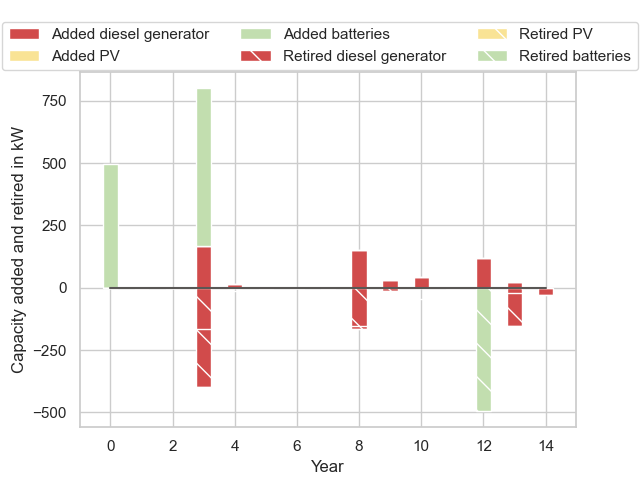 Added diesel generator Added batteries Retired PV
Added PV Retired diesel generator Retired batteries
Capacity added and retired in kW
750
500
250
0
−250
−500
0 2 4 6 8 10 12 14
Year